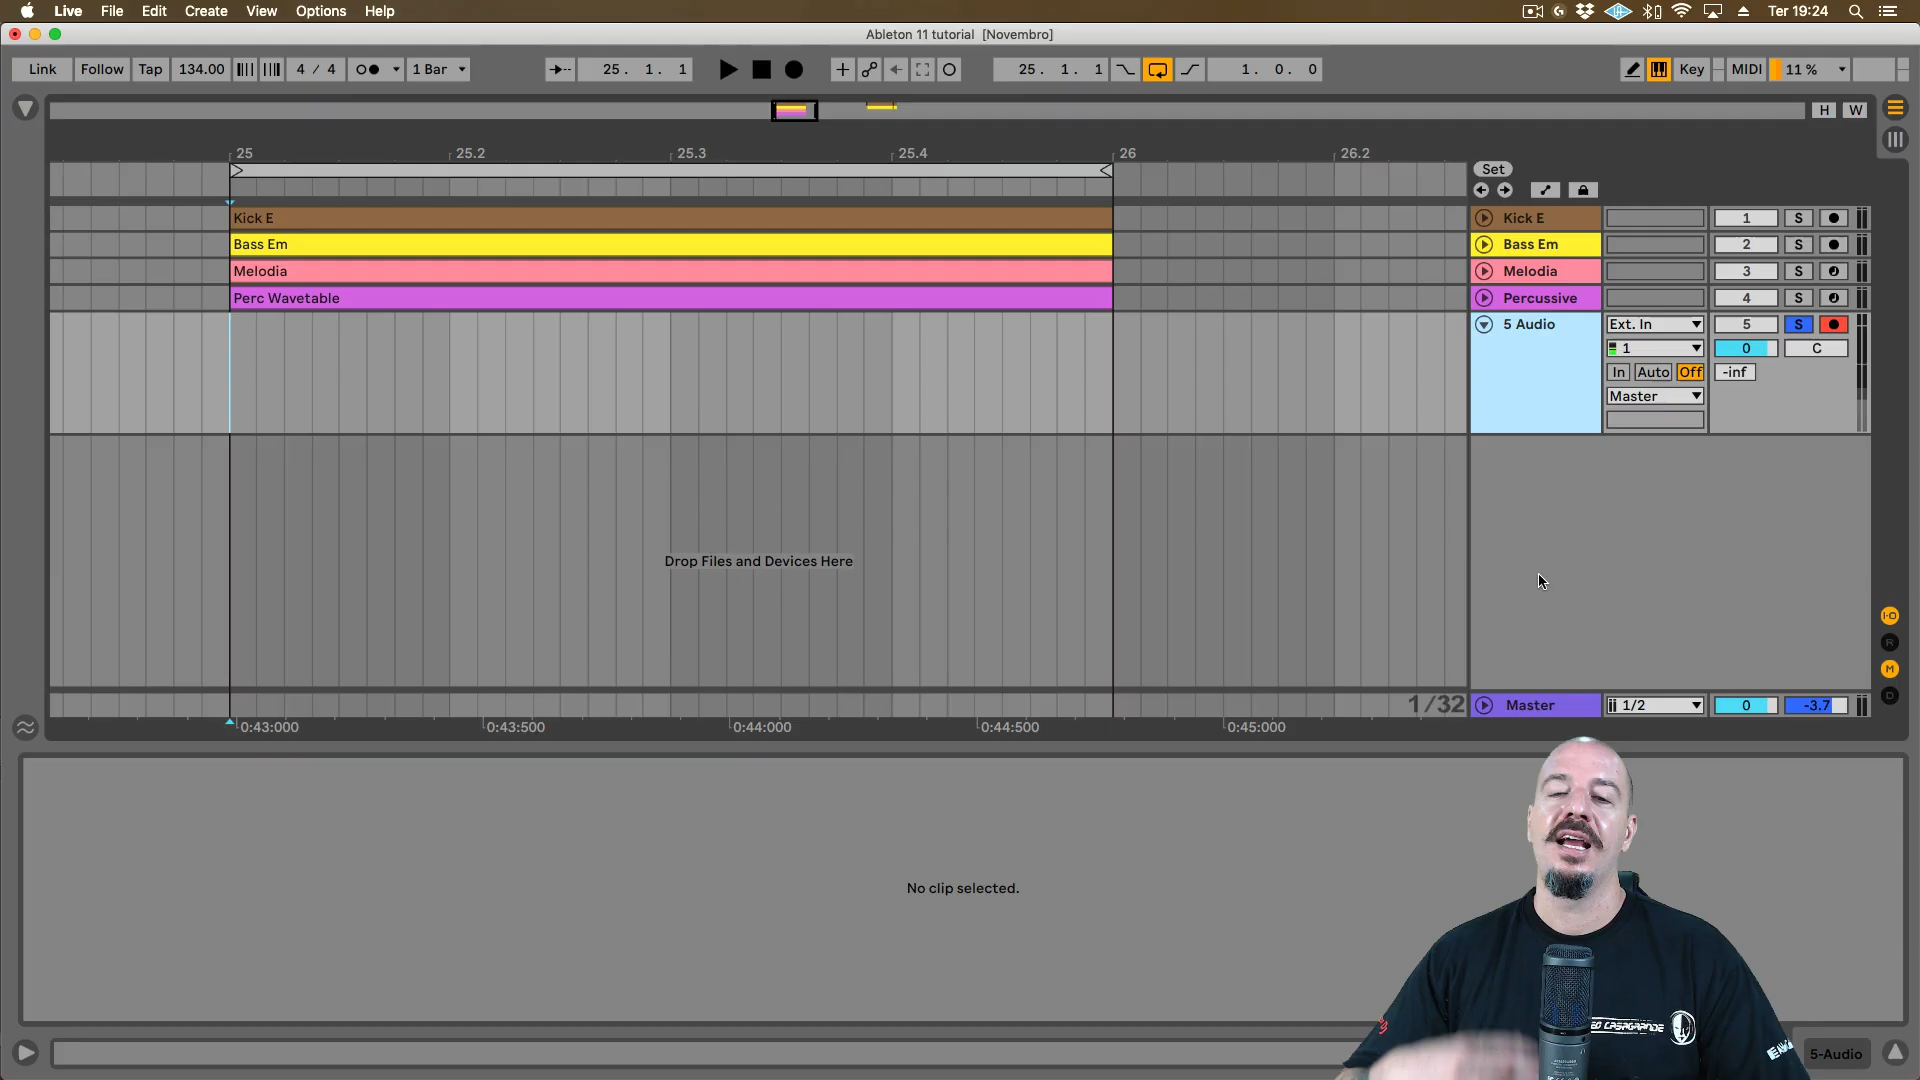 Live File Edit Create View Options Help Ter 19:24
Ableton 11 tutorial [Novembro]
Link Follow Tap 134.00 4 / 4 1 Bar 25. 1. 1 25. 1. 1 1. 0. 0 Key MIDI 11 %
H W
25 25.2 25.3 25.4 26 26.2
Set
Kick E Kick E 1 S
Bass Em Bass Em 2 S
Melodia Melodia 3 S
Perc Wavetable Percussive 4 S
5 Audio Ext. In 5 S
1 0 C
In Auto Off -inf
Master
Drop Files and Devices Here
I·O
R
M
D
1/32 Master 1/2 0 -3.7
0:43:000 0:43:500 0:44:000 0:44:500 0:45:000
No clip selected.
CASAGRANDE
5-Audio